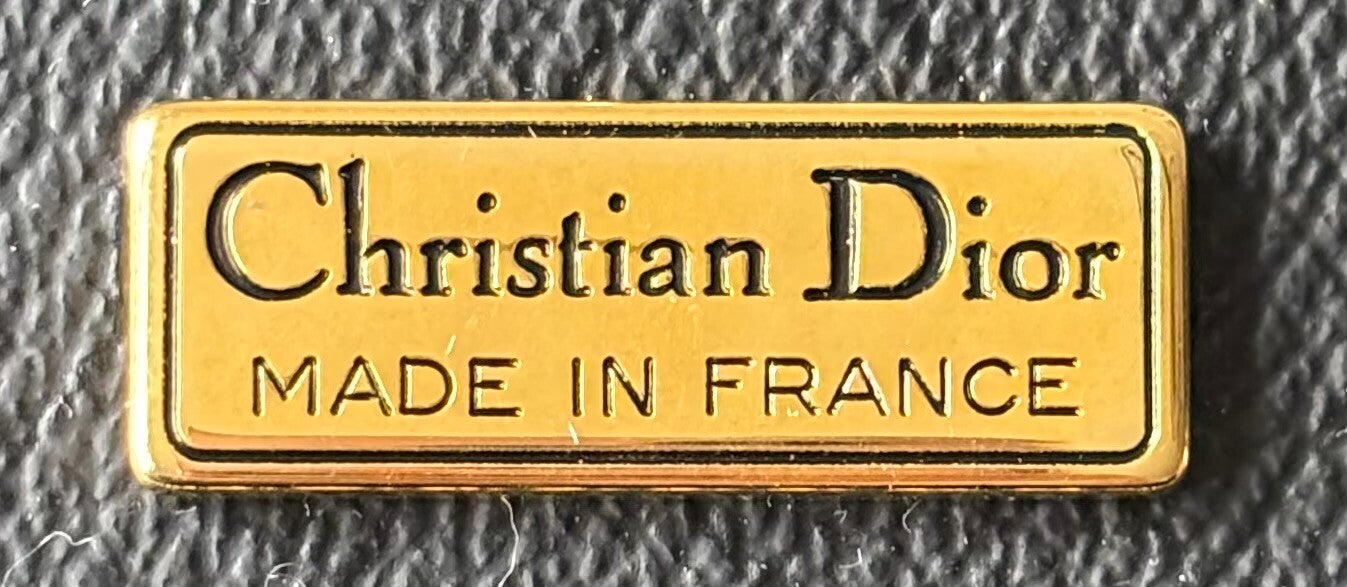 Christian Dior
MADE IN FRANCE